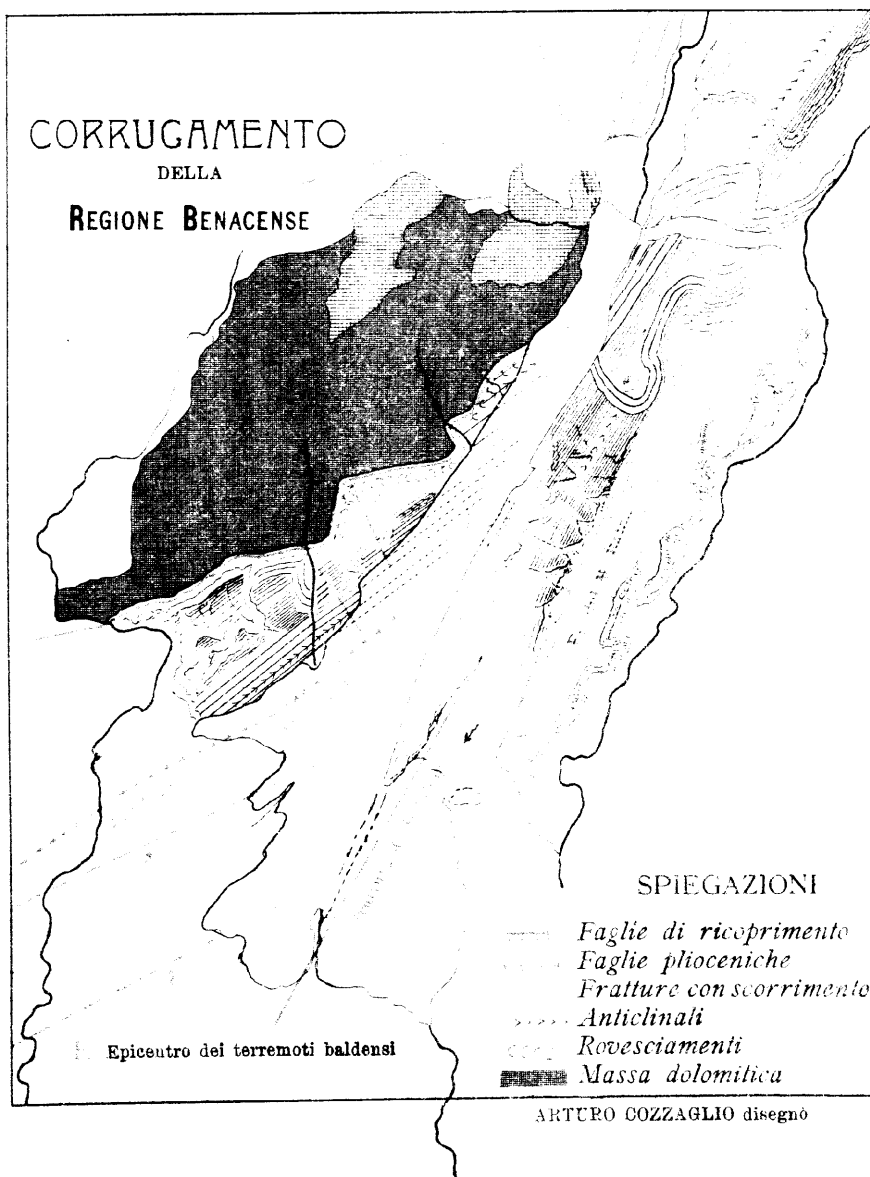 CORRUGAMENTO
DELLA
REGIONE BENACENSE
SPIEGAZIONI
Faglie di ricoprimento
Faglie plioceniche
Fratture con scorrimento
Anticlinali
Rovesciamenti
Massa dolomitica
Epicentro dei terremoti baldensi
ARTURO COZZAGLIO disegnò